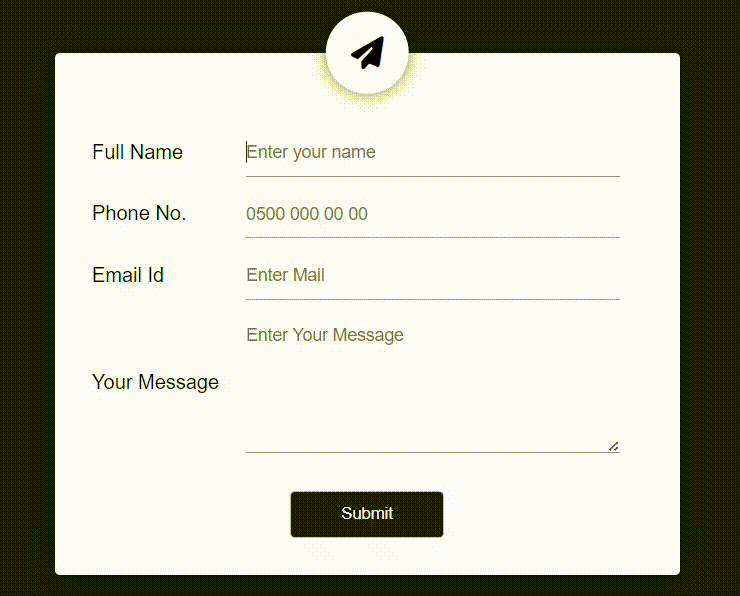 Full Name
Enter your name
Phone No.
0500 000 00 00
Email Id
Enter Mail
Enter Your Message
Your Message
Submit